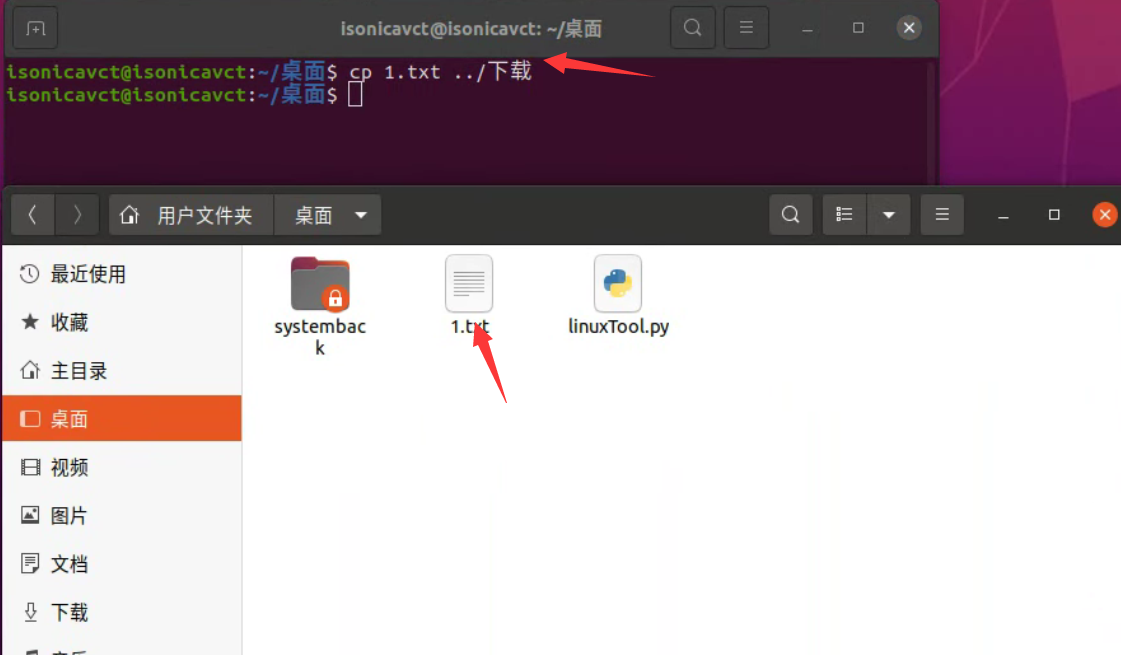 isonicavct@isonicavct: ~/桌面
isonicavct@isonicavct:~/桌面$ cp 1.txt ../下载
isonicavct@isonicavct:~/桌面$
用户文件夹 桌面
最近使用
收藏
主目录
桌面
视频
图片
文档
下载
systembac
k
1.txt
linuxTool.py